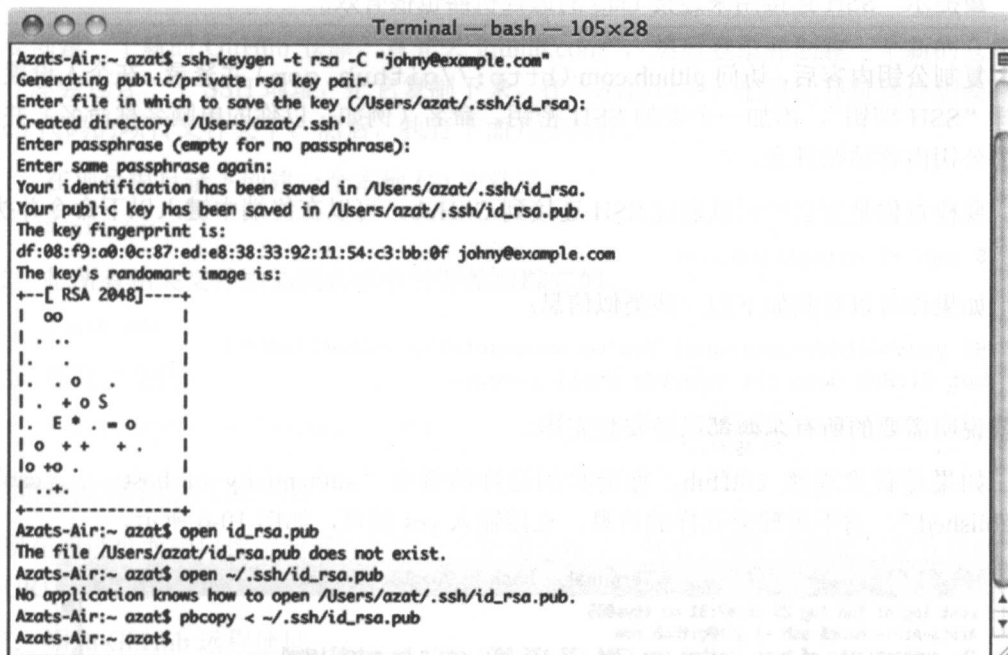 Terminal — bash — 105×28
Azats-Air:~ azat$ ssh-keygen -t rsa -C "johny@example.com"
Generating public/private rsa key pair.
Enter file in which to save the key (/Users/azat/.ssh/id_rsa):
Created directory '/Users/azat/.ssh'.
Enter passphrase (empty for no passphrase):
Enter same passphrase again:
Your identification has been saved in /Users/azat/.ssh/id_rsa.
Your public key has been saved in /Users/azat/.ssh/id_rsa.pub.
The key fingerprint is:
df:08:f9:a0:0c:87:ed:e8:38:33:92:11:54:c3:bb:0f johny@example.com
The key's randomart image is:
+--[ RSA 2048]----+
|   oo            |
|  . ..           |
|.   .            |
|. . o   .        |
| .  + o S        |
|.  E * . = o     |
| o  + +   + .    |
|o +o .           |
| ..+.            |
+-----------------+
Azats-Air:~ azat$ open id_rsa.pub
The file /Users/azat/id_rsa.pub does not exist.
Azats-Air:~ azat$ open ~/.ssh/id_rsa.pub
No application knows how to open /Users/azat/.ssh/id_rsa.pub.
Azats-Air:~ azat$ pbcopy < ~/.ssh/id_rsa.pub
Azats-Air:~ azat$